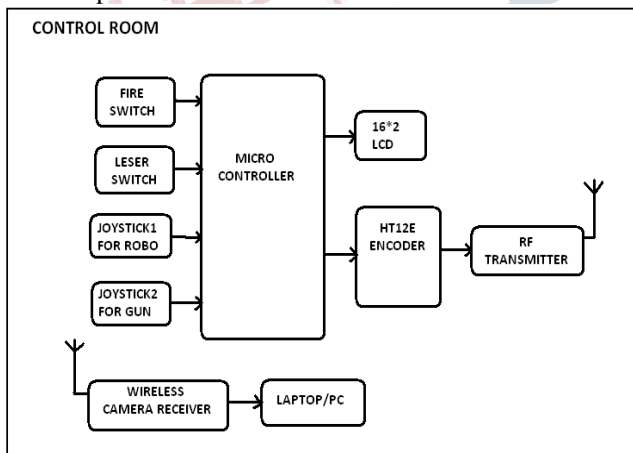 CONTROL ROOM
FIRE
SWITCH
LESER
SWITCH
JOYSTICK1
FOR ROBO
JOYSTICK2
FOR GUN
MICRO
CONTROLLER
16*2
LCD
HT12E
ENCODER
RF
TRANSMITTER
WIRELESS
CAMERA RECEIVER
LAPTOP/PC